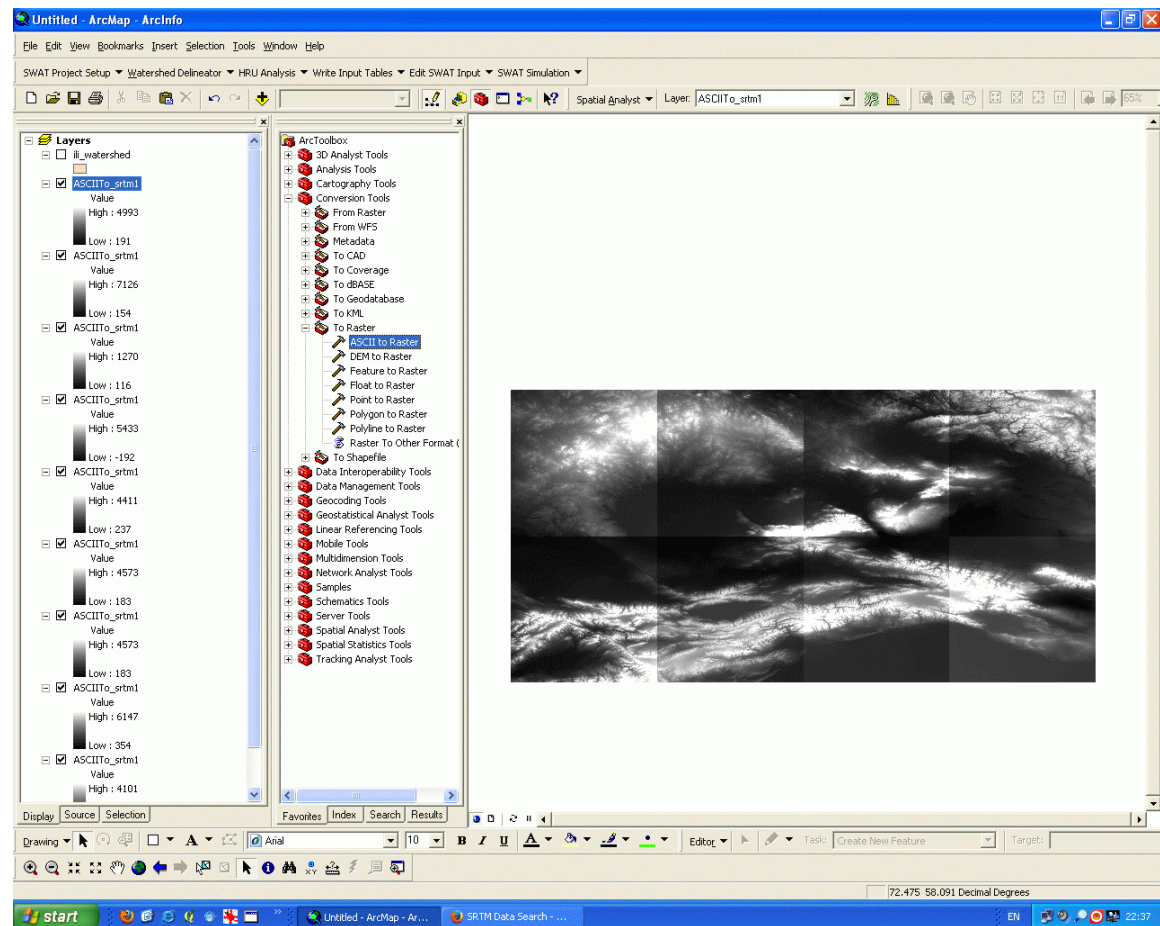 Untitled - ArcMap - ArcInfo
File Edit View Bookmarks Insert Selection Tools Window Help
SWAT Project Setup Watershed Delineator HRU Analysis Write Input Tables Edit SWAT Input SWAT Simulation
Spatial Analyst Layer: ASCIITo_srtm1 65%
Layers
ili_watershed
ASCIITo_srtm1
Value
High : 4993
Low : 191
ASCIITo_srtm1
Value
High : 7126
Low : 154
ASCIITo_srtm1
Value
High : 1270
Low : 116
ASCIITo_srtm1
Value
High : 5433
Low : -192
ASCIITo_srtm1
Value
High : 4411
Low : 237
ASCIITo_srtm1
Value
High : 4573
Low : 183
ASCIITo_srtm1
Value
High : 4573
Low : 183
ASCIITo_srtm1
Value
High : 6147
Low : 354
ASCIITo_srtm1
Value
High : 4101
Display Source Selection
ArcToolbox
3D Analyst Tools
Analysis Tools
Cartography Tools
Conversion Tools
From Raster
From WFS
Metadata
To CAD
To Coverage
To dBASE
To Geodatabase
To KML
To Raster
ASCII to Raster
DEM to Raster
Feature to Raster
Float to Raster
Point to Raster
Polygon to Raster
Polyline to Raster
Raster To Other Format (
To Shapefile
Data Interoperability Tools
Data Management Tools
Geocoding Tools
Geostatistical Analyst Tools
Linear Referencing Tools
Mobile Tools
Multidimension Tools
Network Analyst Tools
Samples
Schematics Tools
Server Tools
Spatial Analyst Tools
Spatial Statistics Tools
Tracking Analyst Tools
Favorites Index Search Results
Drawing A Arial 10 B I U A Editor Task: Create New Feature Target:
72.475 58.091 Decimal Degrees
start Untitled - ArcMap - Ar... SRTM Data Search - ... EN 22:37